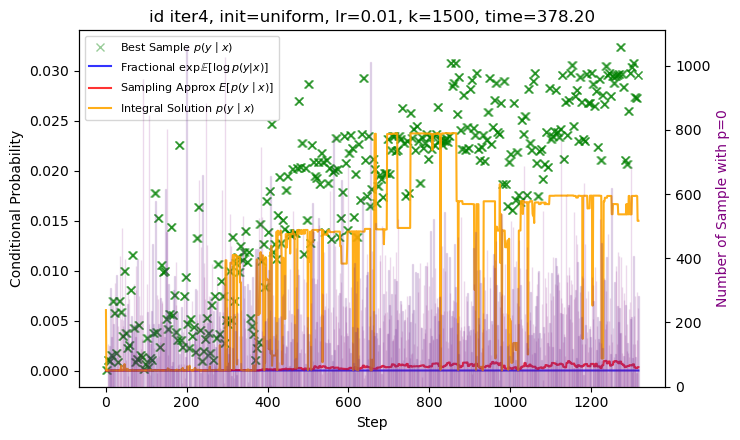 id iter4, init=uniform, lr=0.01, k=1500, time=378.20
Best Sample p(y | x)
Fractional exp𝔼[log p(y|x)]
Sampling Approx E[p(y | x)]
Integral Solution p(y | x)
Conditional Probability
0.030
0.025
0.020
0.015
0.010
0.005
0.000
0
200
400
600
800
1000
1200
Step
1000
800
600
400
200
0
Number of Sample with p=0